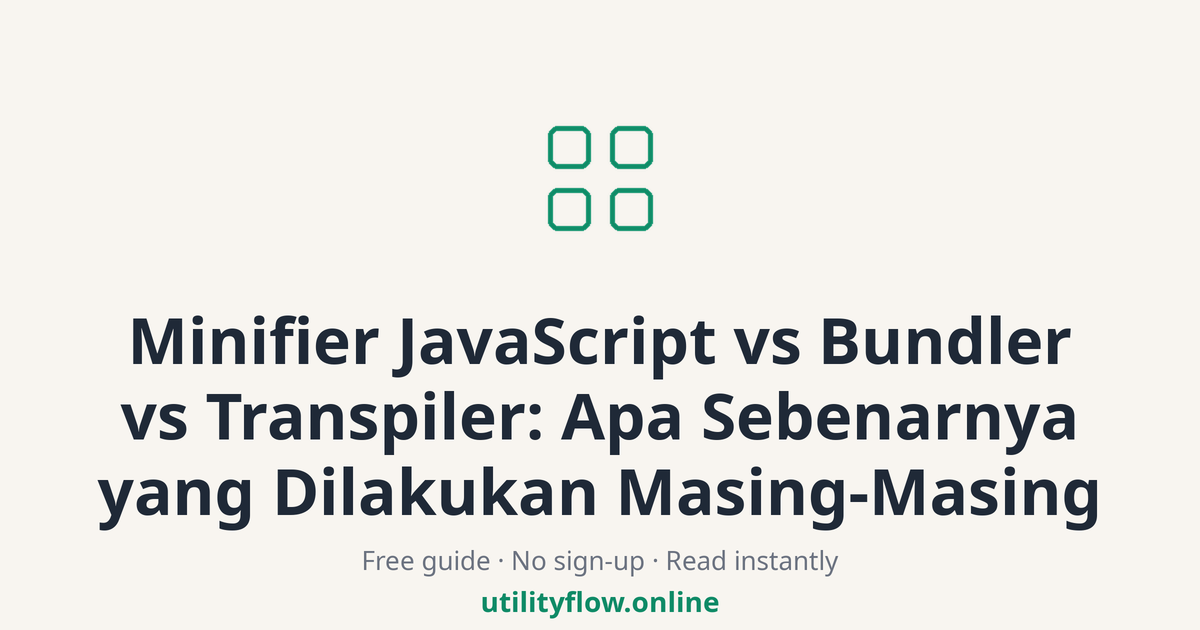 Minifier JavaScript vs Bundler
vs Transpiler: Apa Sebenarnya
yang Dilakukan Masing-Masing
Free guide · No sign-up · Read instantly
utilityflow.online